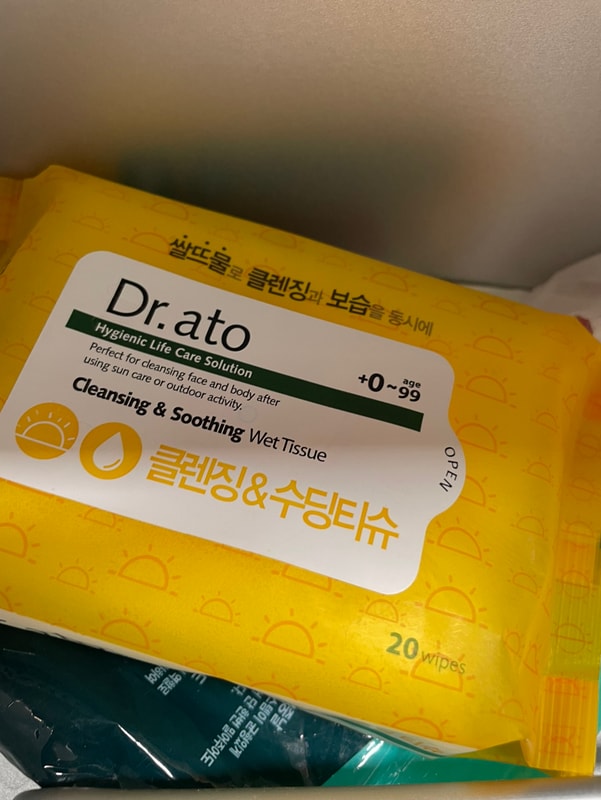 쌀뜨물로 클렌징과 보습을 동시에
Dr.ato
Hygienic Life Care Solution
+0~99 age
Perfect for cleansing face and body after
using sun care or outdoor activity.
Cleansing & Soothing Wet Tissue
클렌징&수딩티슈
OPEN
20 wipes